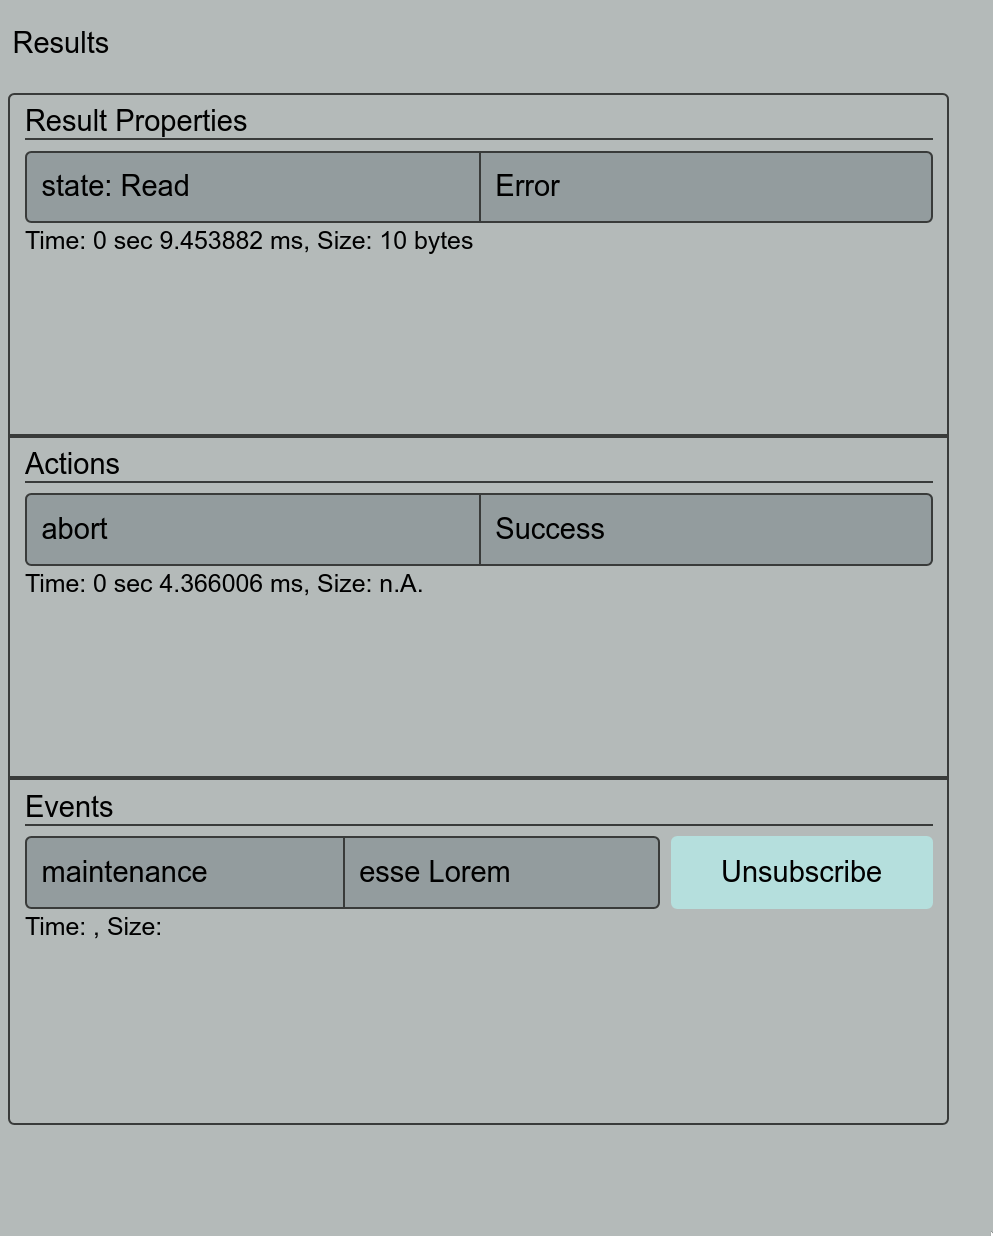 Results
Result Properties
state: Read Error
Time: 0 sec 9.453882 ms, Size: 10 bytes
Actions
abort Success
Time: 0 sec 4.366006 ms, Size: n.A.
Events
maintenance esse Lorem Unsubscribe
Time: , Size: